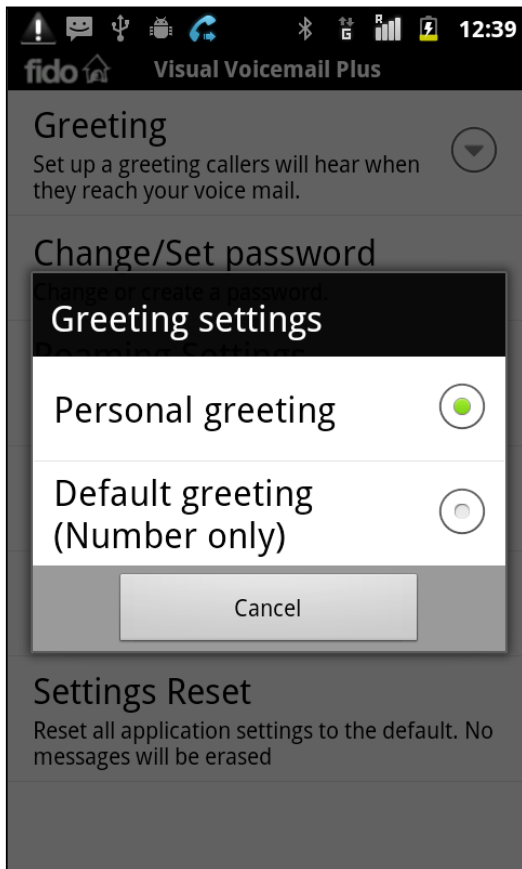 R
G
12:39
fido
Visual Voicemail Plus
Greeting
Set up a greeting callers will hear when
they reach your voice mail.
Change/Set password
Change or create a password.
Greeting settings
Roaming Settings
Personal greeting
Default greeting
(Number only)
Cancel
Settings Reset
Reset all application settings to the default. No
messages will be erased